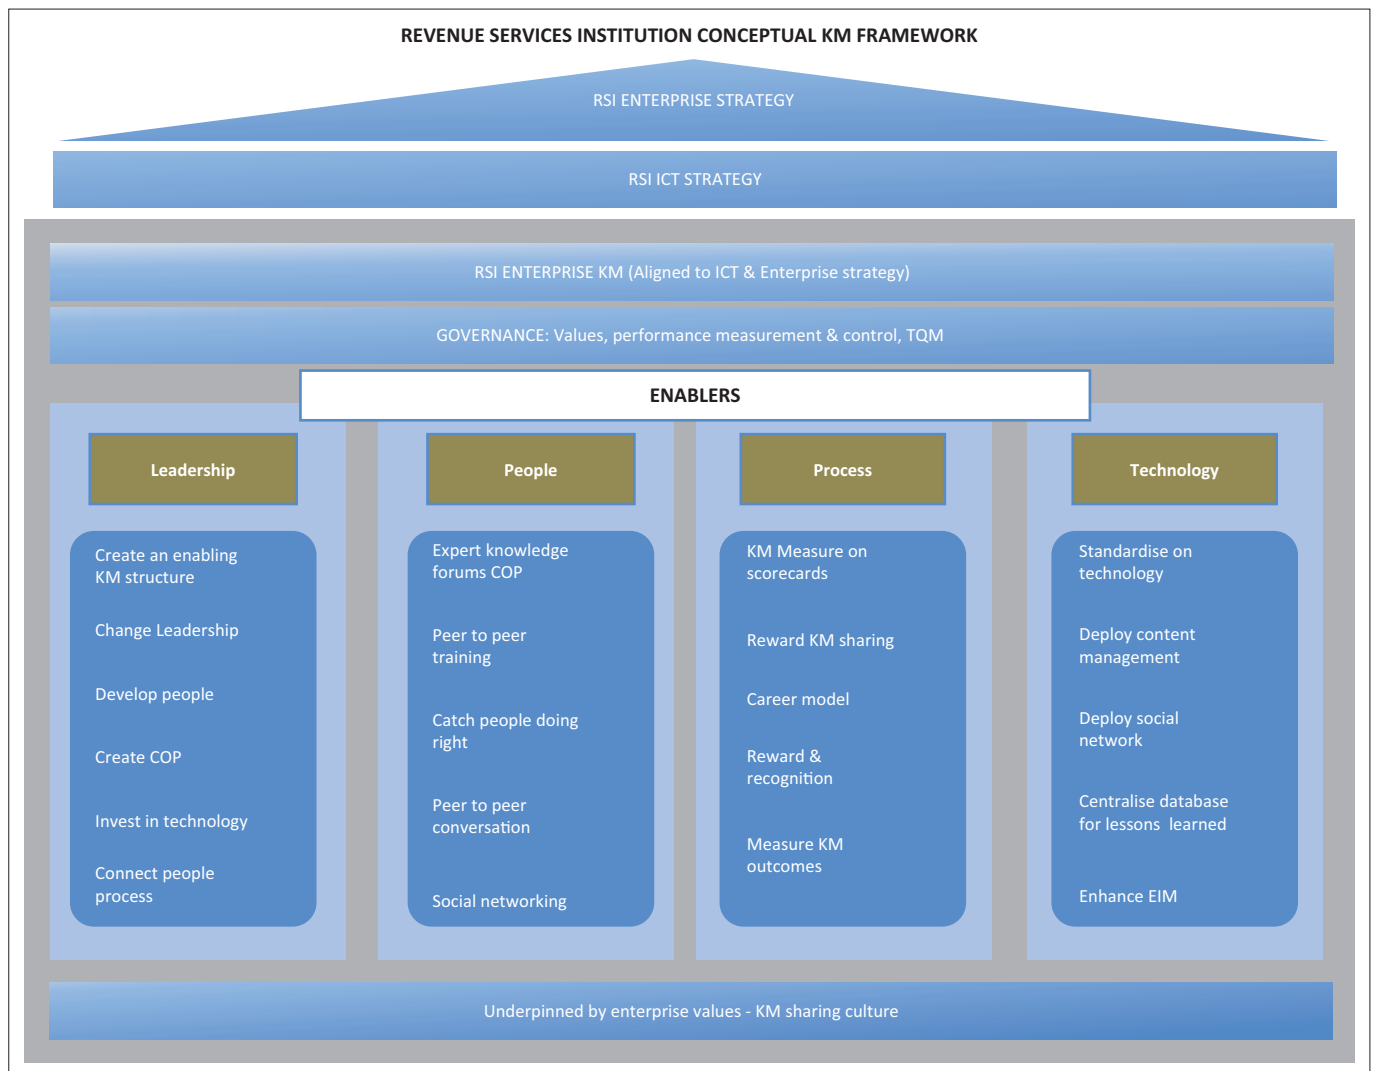 REVENUE SERVICES INSTITUTION CONCEPTUAL KM FRAMEWORK
RSI ENTERPRISE STRATEGY
RSI ICT STRATEGY
RSI ENTERPRISE KM (Aligned to ICT & Enterprise strategy)
GOVERNANCE: Values, performance measurement & control, TQM
ENABLERS
Leadership
Create an enabling
KM structure
Change Leadership
Develop people
Create COP
Invest in technology
Connect people
process
People
Expert knowledge
forums COP
Peer to peer
training
Catch people doing
right
Peer to peer
conversation
Social networking
Process
KM Measure on
scorecards
Reward KM sharing
Career model
Reward &
recognition
Measure KM
outcomes
Technology
Standardise on
technology
Deploy content
management
Deploy social
network
Centralise database
for lessons learned
Enhance EIM
Underpinned by enterprise values - KM sharing culture